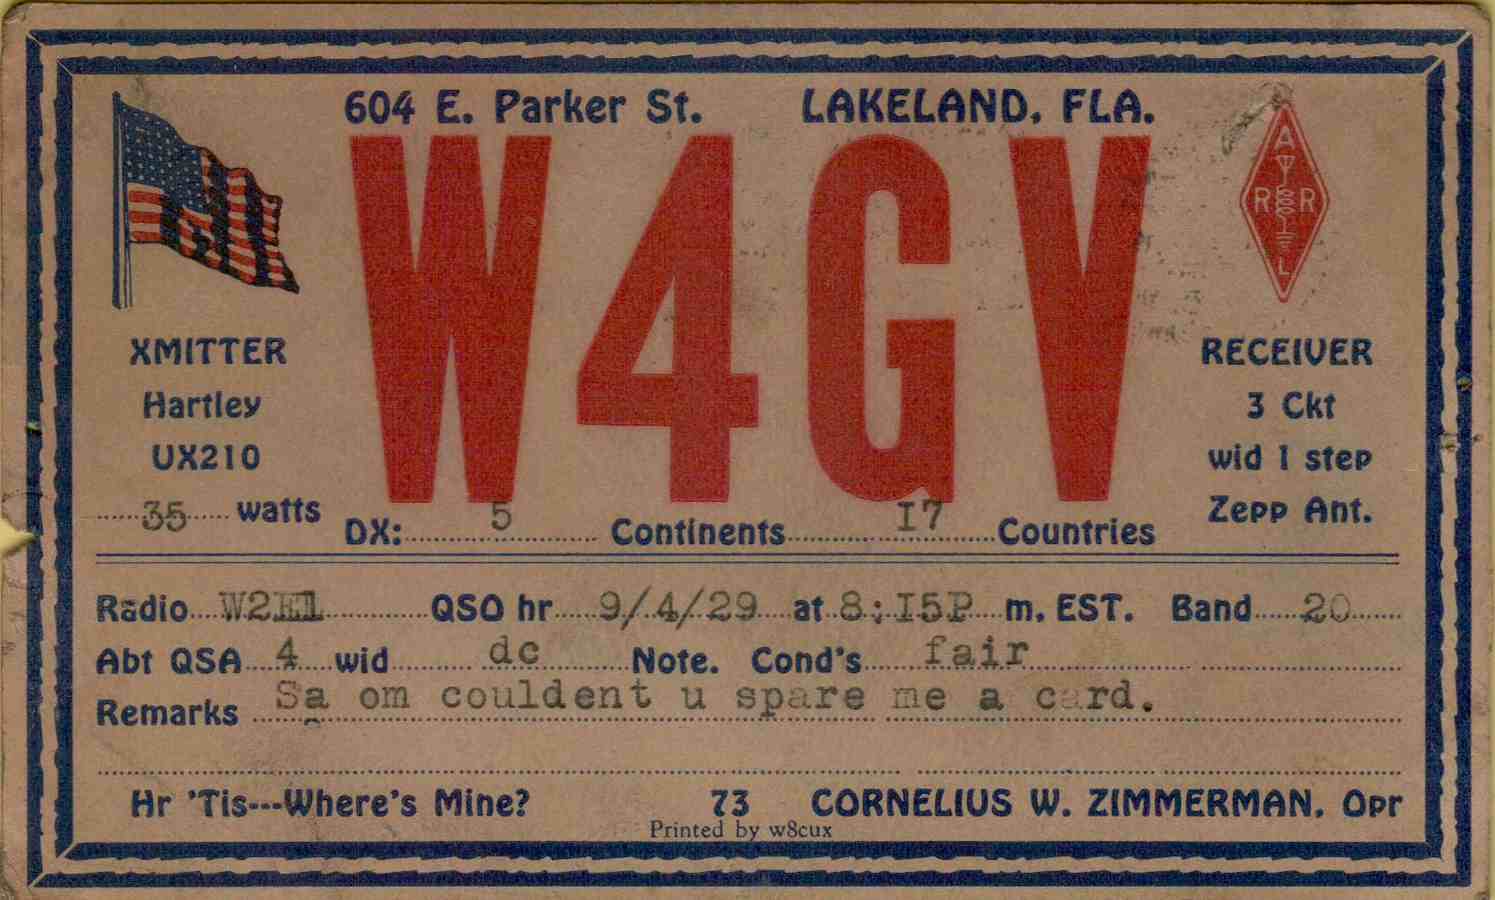 604 E. Parker St. LAKELAND, FLA.
W4GV
A
R R
L
XMITTER
Hartley
UX210
35 watts
RECEIVER
3 Ckt
wid 1 step
Zepp Ant.
DX: 5 Continents 17 Countries
Radio W2E1 QSO hr 9/4/29 at 8:I5P m. EST. Band 20
Abt QSA 4 wid dc Note. Cond's fair
Remarks Sa om couldent u spare me a card.
Hr 'Tis---Where's Mine? 73 CORNELIUS W. ZIMMERMAN, Opr
Printed by w8cux